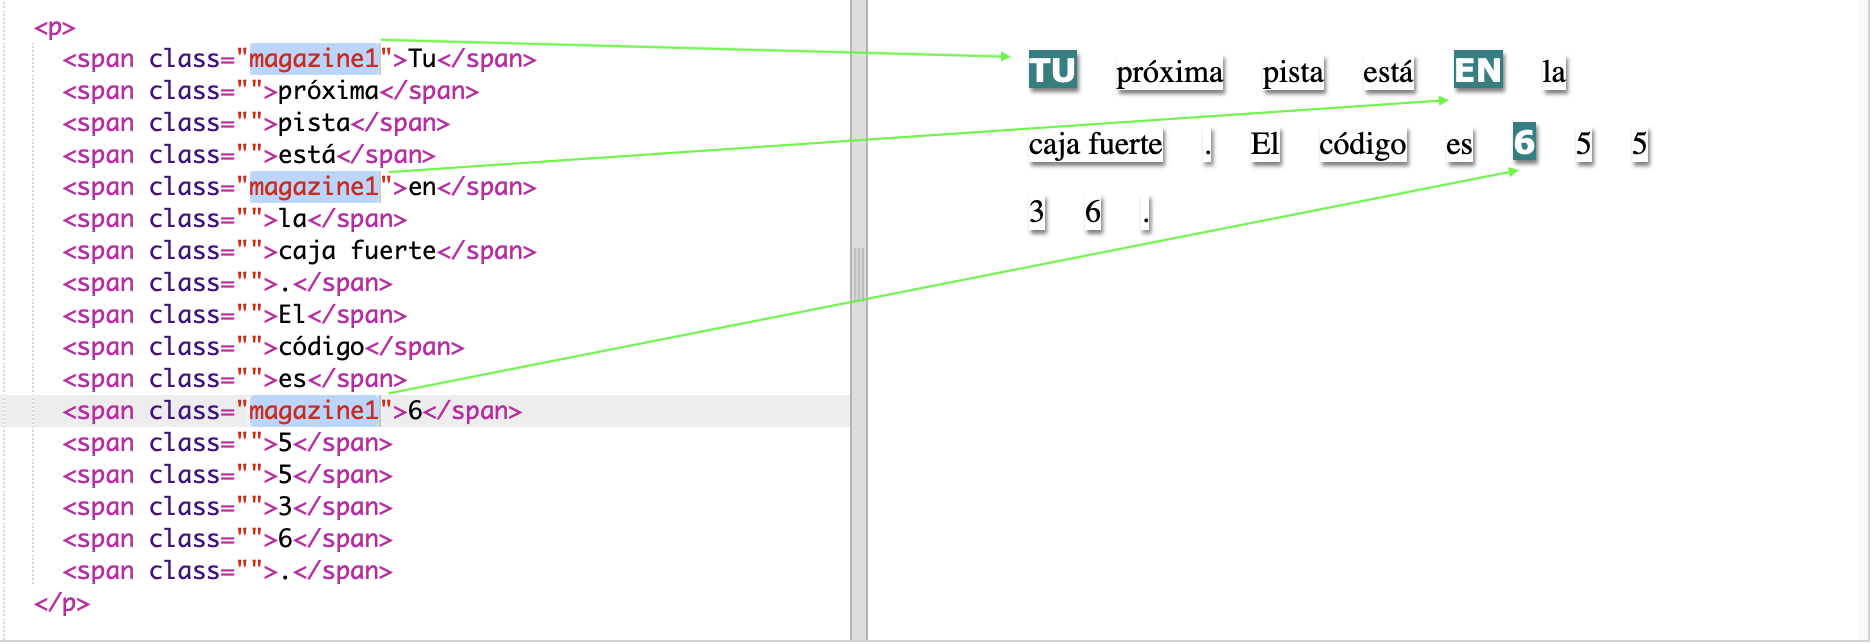 <p>
<span class="magazine1">Tu</span>
<span class="">próxima</span>
<span class="">pista</span>
<span class="">está</span>
<span class="magazine1">en</span>
<span class="">la</span>
<span class="">caja fuerte</span>
<span class="">.</span>
<span class="">El</span>
<span class="">código</span>
<span class="">es</span>
<span class="magazine1">6</span>
<span class="">5</span>
<span class="">5</span>
<span class="">3</span>
<span class="">6</span>
<span class="">.</span>
</p>
TU próxima pista está EN la
caja fuerte . El código es 6 5 5
3 6 .